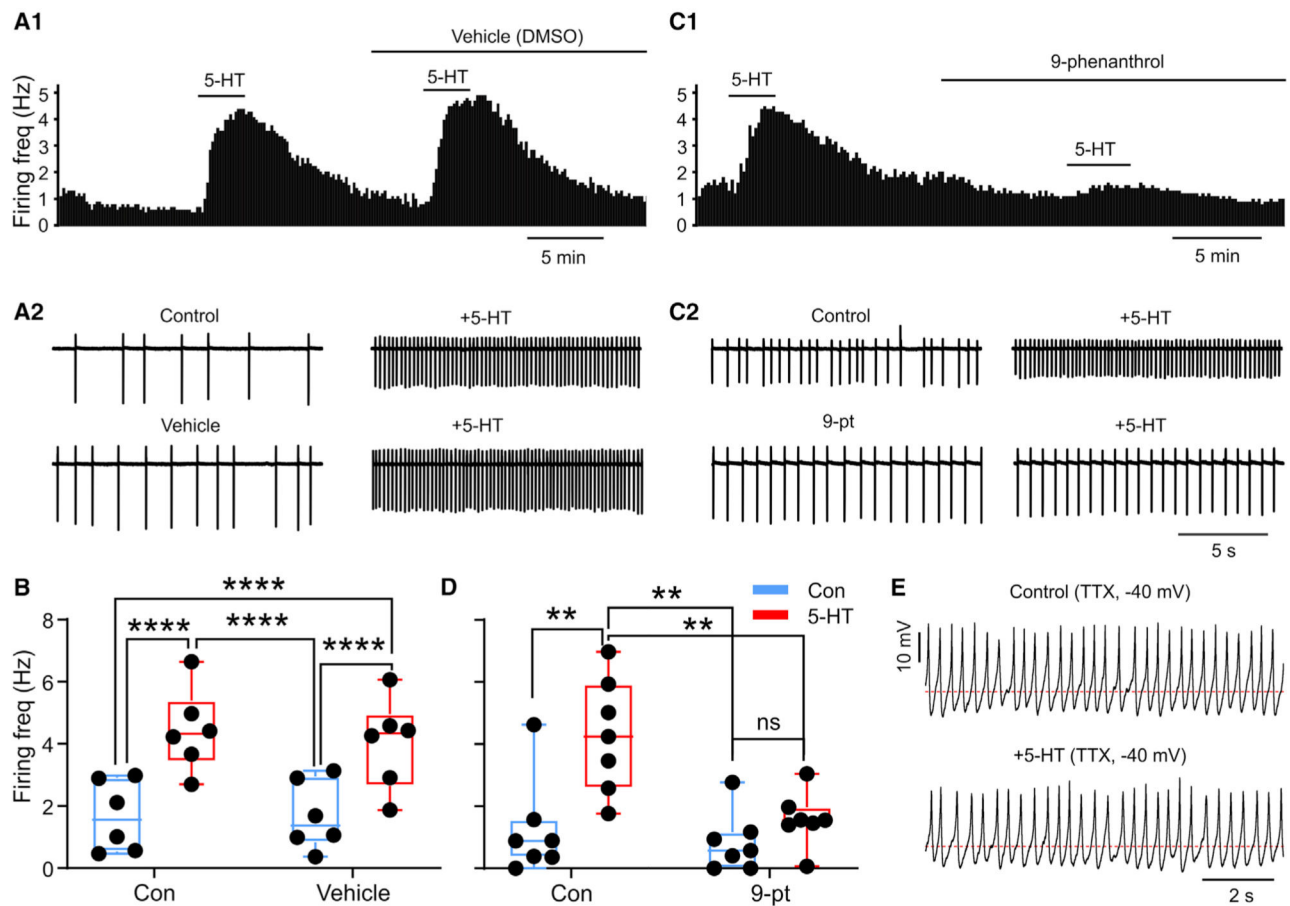 A1
Vehicle (DMSO)
5-HT
5-HT
Firing freq (Hz)
5
4
3
2
1
0
5 min
C1
9-phenanthrol
5-HT
5-HT
5
4
3
2
1
0
5 min
A2
Control
+5-HT
Vehicle
+5-HT
C2
Control
+5-HT
9-pt
+5-HT
5 s
B
****
****
****
****
Firing freq (Hz)
8
6
4
2
0
Con
Vehicle
D
Con
5-HT
**
**
**
ns
Con
9-pt
E
Control (TTX, -40 mV)
10 mV
+5-HT (TTX, -40 mV)
2 s